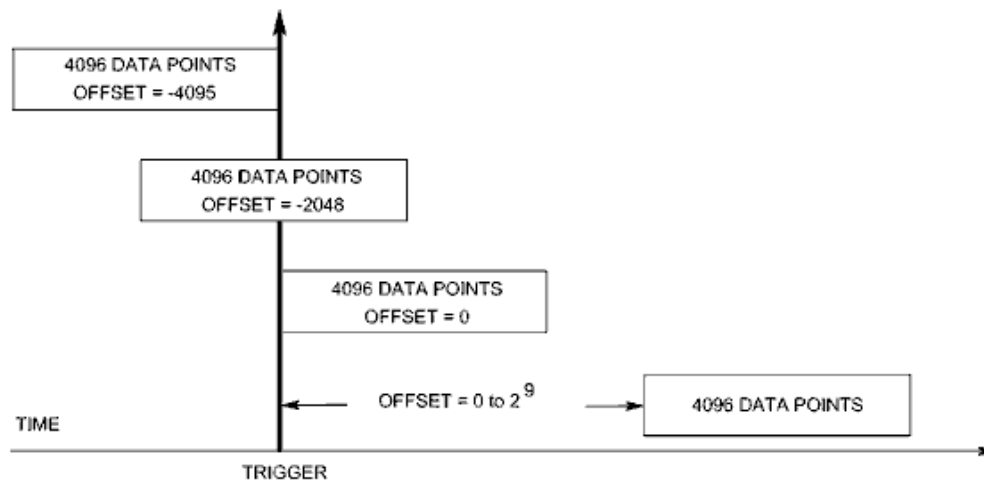 4096 DATA POINTS
OFFSET = -4095
4096 DATA POINTS
OFFSET = -2048
4096 DATA POINTS
OFFSET = 0
OFFSET = 0 to 2⁹
4096 DATA POINTS
TIME
TRIGGER